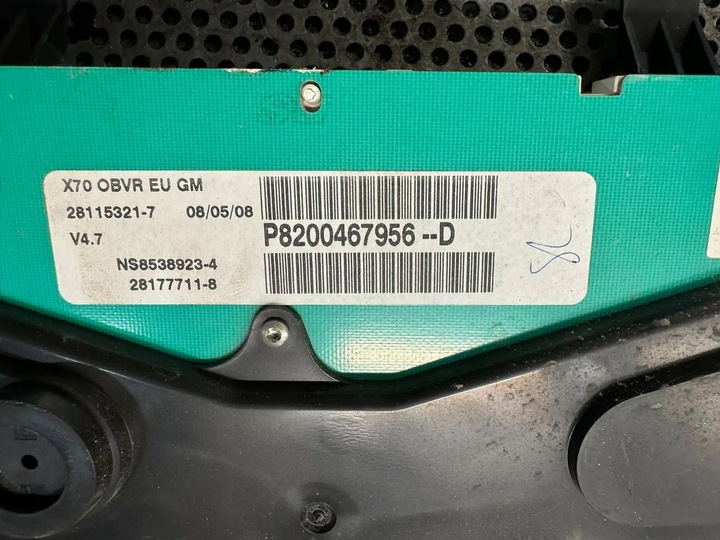 X70 OBVR EU GM
28115321-7 08/05/08
V4.7
P8200467956 --D
NS8538923-4
28177711-8